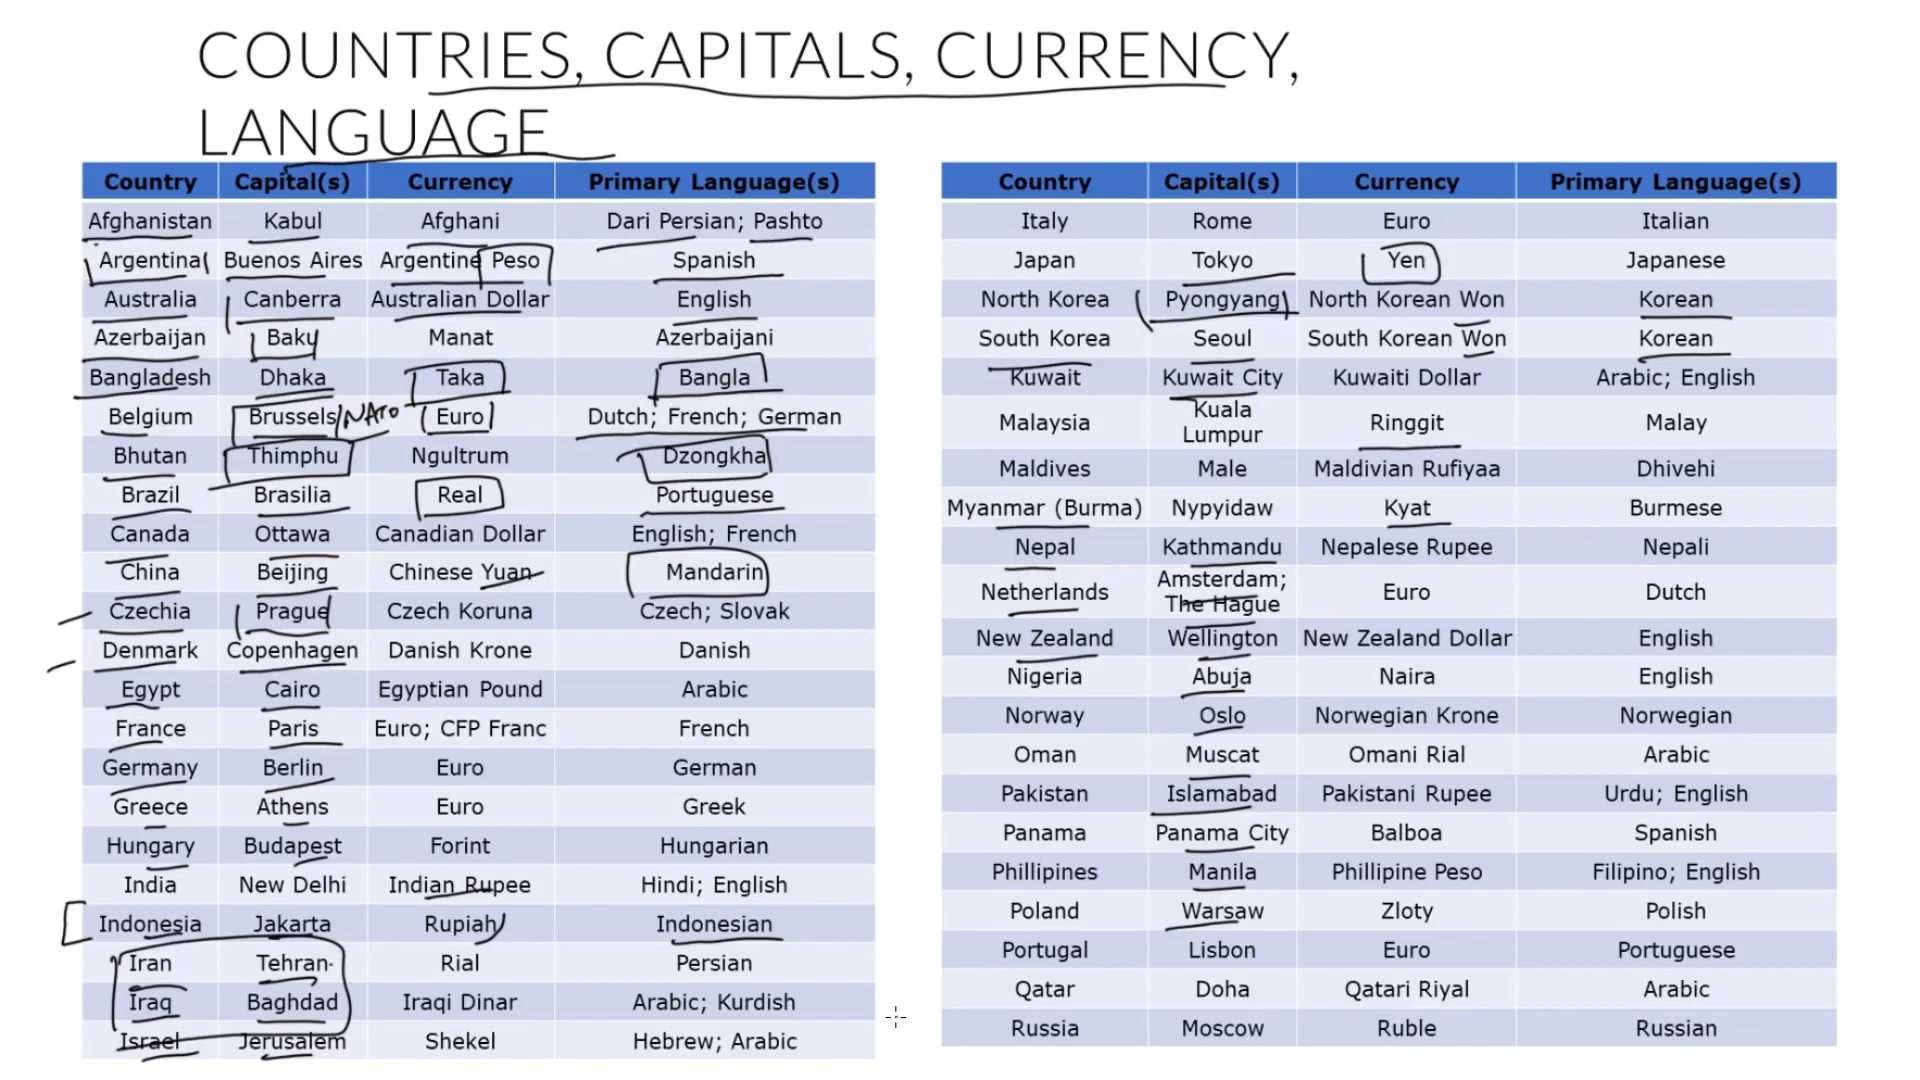 COUNTRIES, CAPITALS, CURRENCY,
LANGUAGE
Country Capital(s) Currency Primary Language(s)
Afghanistan Kabul Afghani Dari Persian; Pashto
Argentina Buenos Aires Argentine Peso Spanish
Australia Canberra Australian Dollar English
Azerbaijan Baku Manat Azerbaijani
Bangladesh Dhaka Taka Bangla
Belgium Brussels NATO Euro Dutch; French; German
Bhutan Thimphu Ngultrum Dzongkha
Brazil Brasilia Real Portuguese
Canada Ottawa Canadian Dollar English; French
China Beijing Chinese Yuan Mandarin
Czechia Prague Czech Koruna Czech; Slovak
Denmark Copenhagen Danish Krone Danish
Egypt Cairo Egyptian Pound Arabic
France Paris Euro; CFP Franc French
Germany Berlin Euro German
Greece Athens Euro Greek
Hungary Budapest Forint Hungarian
India New Delhi Indian Rupee Hindi; English
Indonesia Jakarta Rupiah Indonesian
Iran Tehran Rial Persian
Iraq Baghdad Iraqi Dinar Arabic; Kurdish
Israel Jerusalem Shekel Hebrew; Arabic
Country Capital(s) Currency Primary Language(s)
Italy Rome Euro Italian
Japan Tokyo Yen Japanese
North Korea Pyongyang North Korean Won Korean
South Korea Seoul South Korean Won Korean
Kuwait Kuwait City Kuwaiti Dollar Arabic; English
Malaysia Kuala Lumpur Ringgit Malay
Maldives Male Maldivian Rufiyaa Dhivehi
Myanmar (Burma) Nypyidaw Kyat Burmese
Nepal Kathmandu Nepalese Rupee Nepali
Netherlands Amsterdam; The Hague Euro Dutch
New Zealand Wellington New Zealand Dollar English
Nigeria Abuja Naira English
Norway Oslo Norwegian Krone Norwegian
Oman Muscat Omani Rial Arabic
Pakistan Islamabad Pakistani Rupee Urdu; English
Panama Panama City Balboa Spanish
Phillipines Manila Phillipine Peso Filipino; English
Poland Warsaw Zloty Polish
Portugal Lisbon Euro Portuguese
Qatar Doha Qatari Riyal Arabic
Russia Moscow Ruble Russian